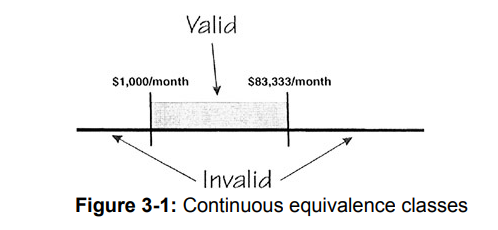 Valid
$1,000/month $83,333/month
Invalid
Figure 3-1: Continuous equivalence classes